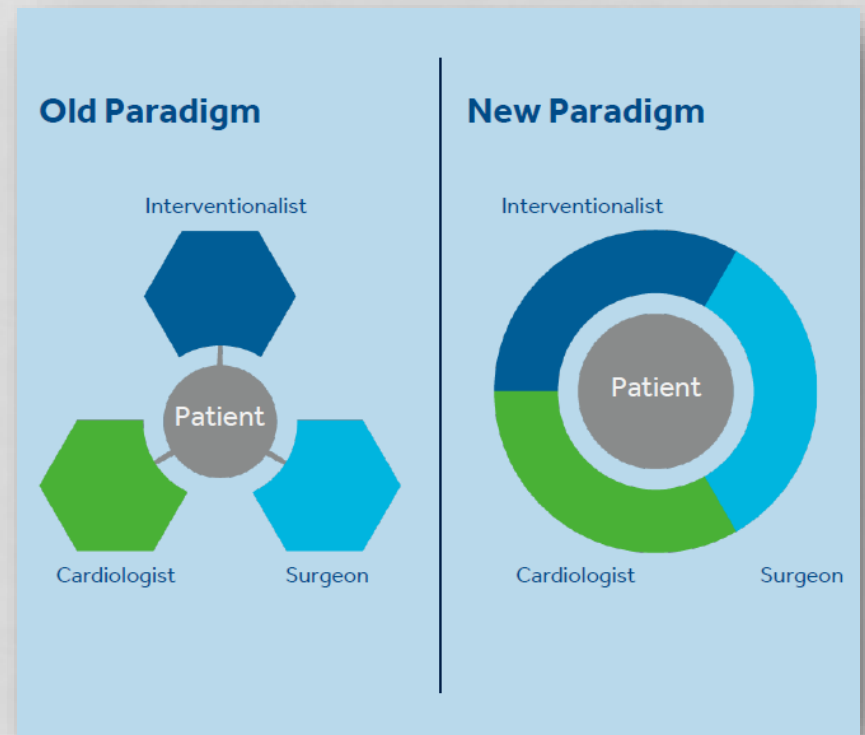 Old Paradigm
Interventionalist
Patient
Cardiologist
Surgeon
New Paradigm
Interventionalist
Patient
Cardiologist
Surgeon